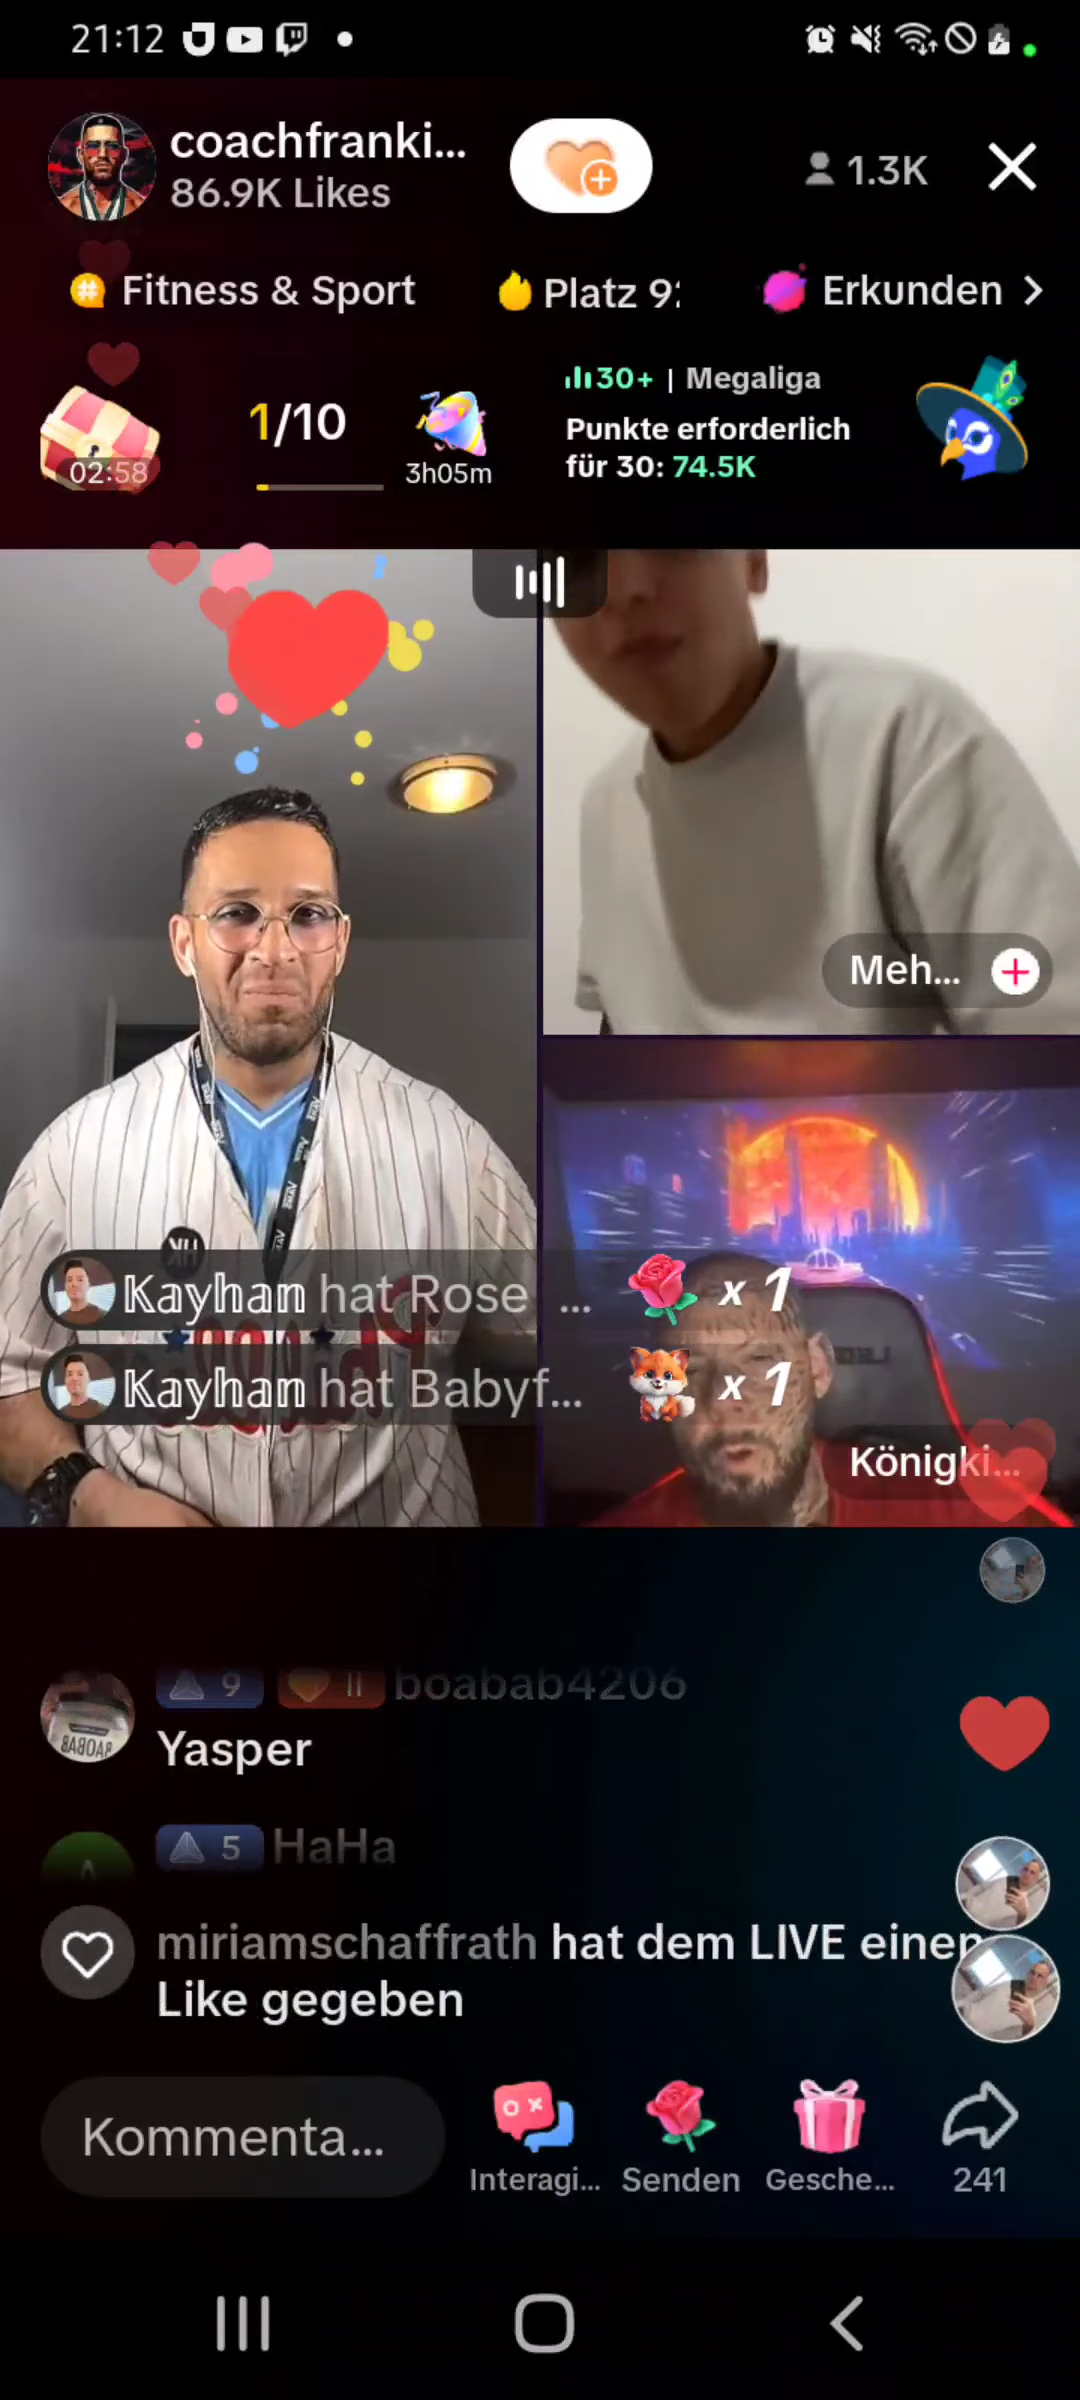 21:12
coachfranki...
86.9K Likes
1.3K
Fitness & Sport
Platz 9
Erkunden
02:58
1/10
3h05m
30+ | Megaliga
Punkte erforderlich
für 30: 74.5K
Meh...
Kayhan hat Rose ... x 1
Kayhan hat Babyf... x 1
Königki...
9 II boabab4206
Yasper
5 HaHa
miriamschaffrath hat dem LIVE einen
Like gegeben
Kommenta...
Interagi...
Senden
Gesche...
241